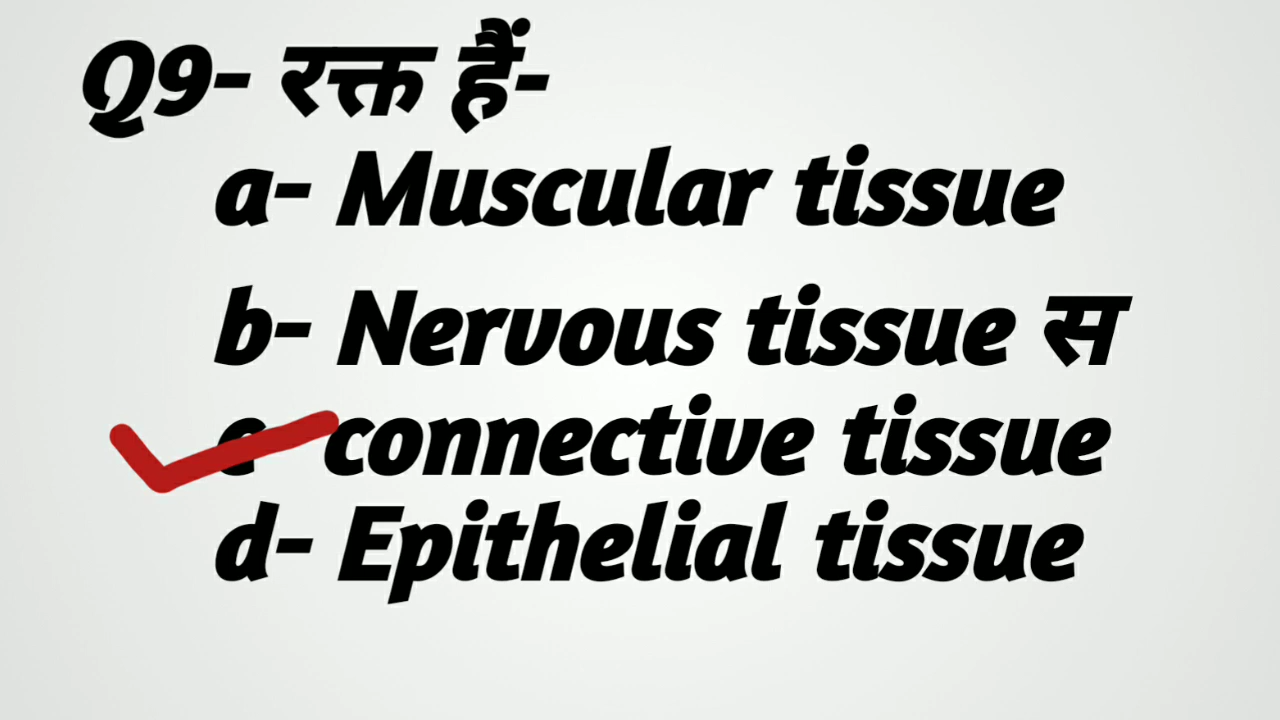 Q9- रक्त हैं-
a- Muscular tissue
b- Nervous tissue स
c- connective tissue
d- Epithelial tissue